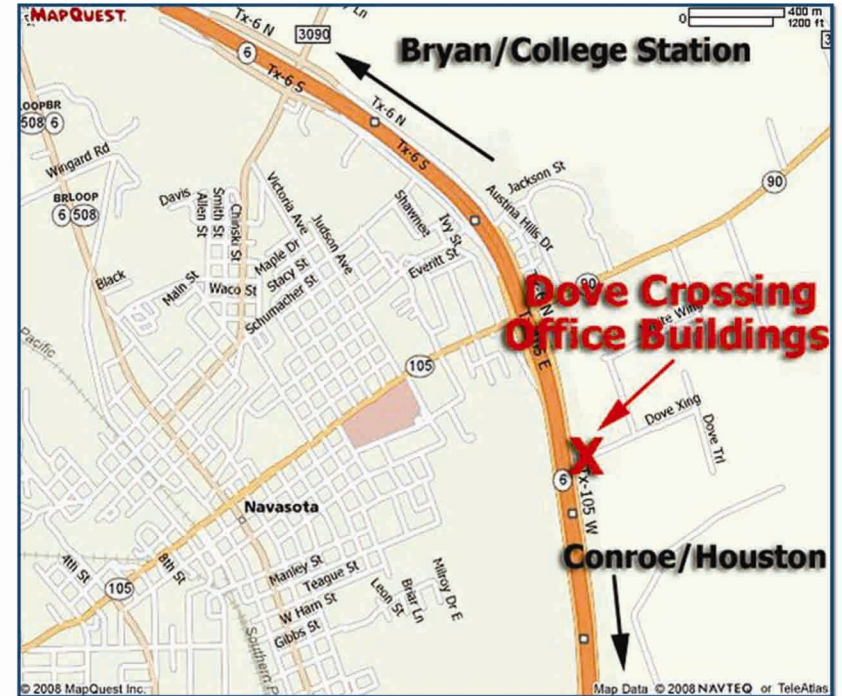 MAPQUEST.
Tx-6 N
Ln
400 m
0
1200 ft
3090
3
6
Bryan/College Station
Tx-6 S
Tx-6 N
LOOPBR
508 6
Tx-6 S
Wingard Rd
Jackson St
90
BRLOOP
6 508
Davis
Allen St
Smith St
Chinski St
Victoria Ave
Judson Ave
Shawnee
Ivy St
Austina Hills Dr
Maple Dr
Everitt St
Stacy St
Black
Main St
Waco St
Schumacher St
90
Dove Crossing
Office Buildings
Pacific
105
Dove Xing
Dove Trl
X
6
Tx-105 W
Navasota
Conroe/Houston
4th St
8th St
105
Manley St
Teague St
W Ham St
Gibbs St
Leon St
Briar Ln
Milroy Dr E
Southern P
© 2008 MapQuest Inc.
Map Data © 2008 NAVTEQ or TeleAtlas